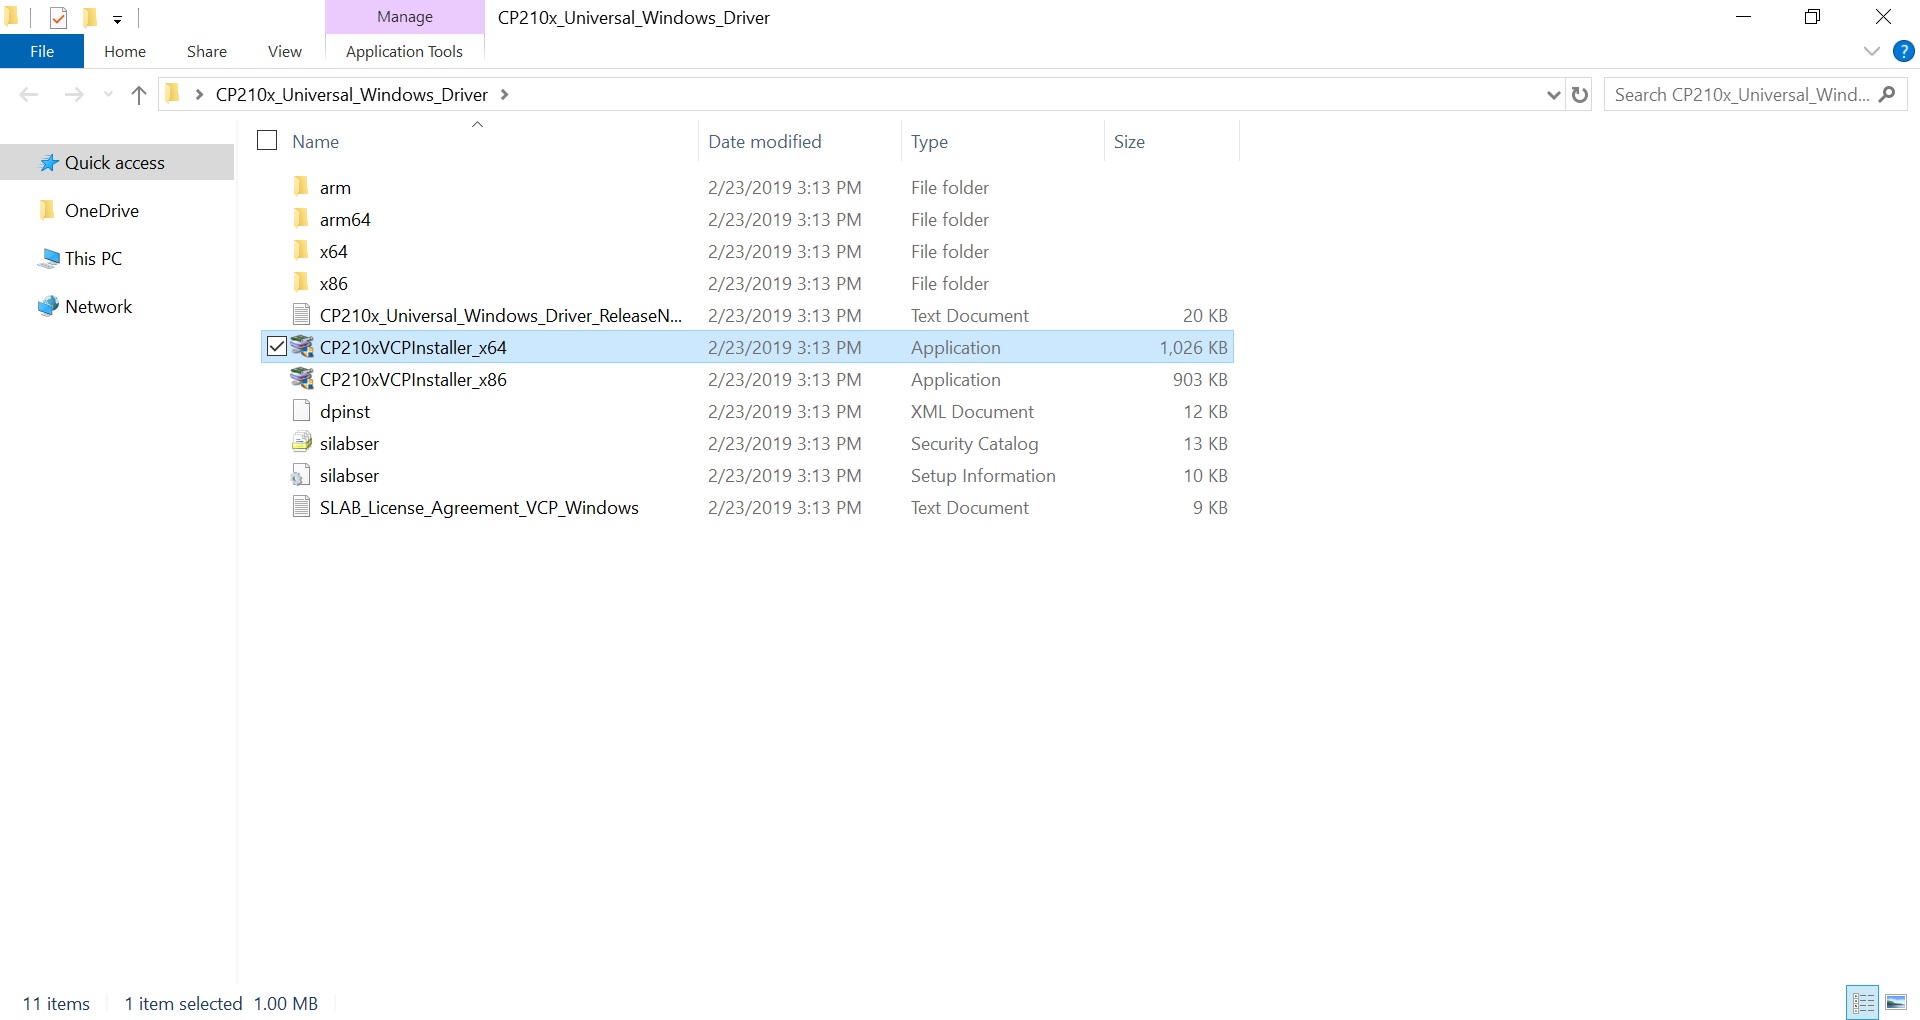 Manage
CP210x_Universal_Windows_Driver
File
Home
Share
View
Application Tools
?
CP210x_Universal_Windows_Driver
Search CP210x_Universal_Wind...
Name
Date modified
Type
Size
Quick access
OneDrive
This PC
Network
arm 2/23/2019 3:13 PM File folder
arm64 2/23/2019 3:13 PM File folder
x64 2/23/2019 3:13 PM File folder
x86 2/23/2019 3:13 PM File folder
CP210x_Universal_Windows_Driver_ReleaseN... 2/23/2019 3:13 PM Text Document 20 KB
CP210xVCPInstaller_x64 2/23/2019 3:13 PM Application 1,026 KB
CP210xVCPInstaller_x86 2/23/2019 3:13 PM Application 903 KB
dpinst 2/23/2019 3:13 PM XML Document 12 KB
silabser 2/23/2019 3:13 PM Security Catalog 13 KB
silabser 2/23/2019 3:13 PM Setup Information 10 KB
SLAB_License_Agreement_VCP_Windows 2/23/2019 3:13 PM Text Document 9 KB
11 items
1 item selected 1.00 MB